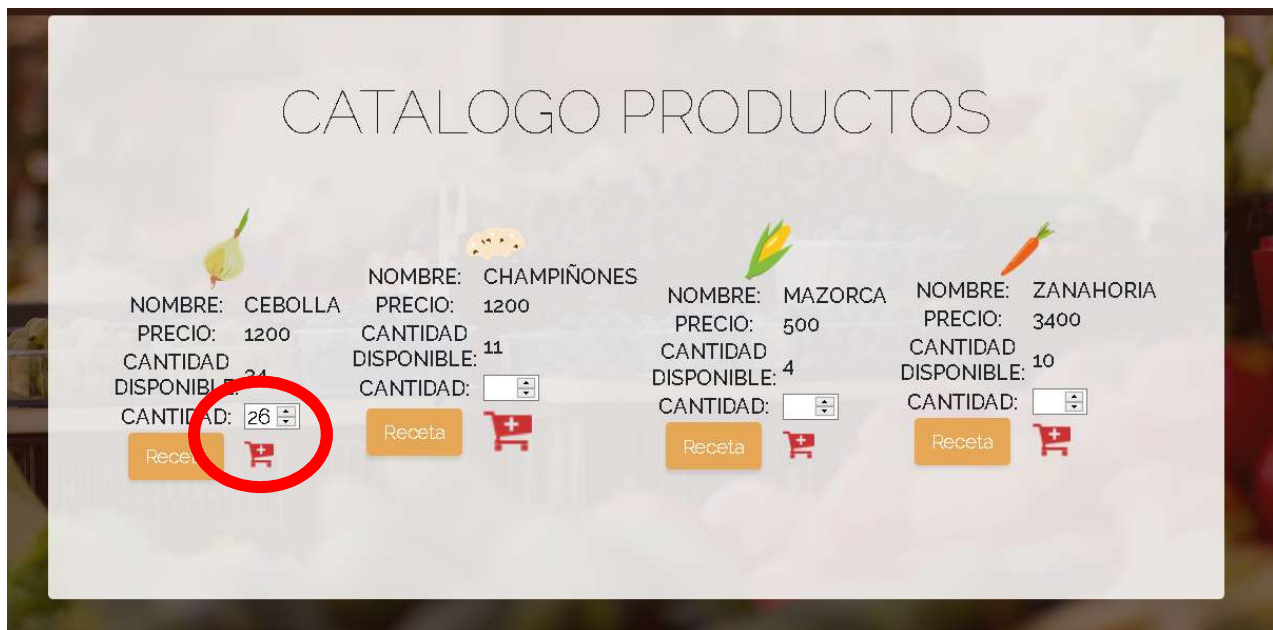 CATALOGO PRODUCTOS
NOMBRE: CEBOLLA
PRECIO: 1200
CANTIDAD
DISPONIBLE:
CANTIDAD: 26
Receta
NOMBRE: CHAMPIÑONES
PRECIO: 1200
CANTIDAD
DISPONIBLE: 11
CANTIDAD:
Receta
NOMBRE: MAZORCA
PRECIO: 500
CANTIDAD
DISPONIBLE: 4
CANTIDAD:
Receta
NOMBRE: ZANAHORIA
PRECIO: 3400
CANTIDAD
DISPONIBLE: 10
CANTIDAD:
Receta